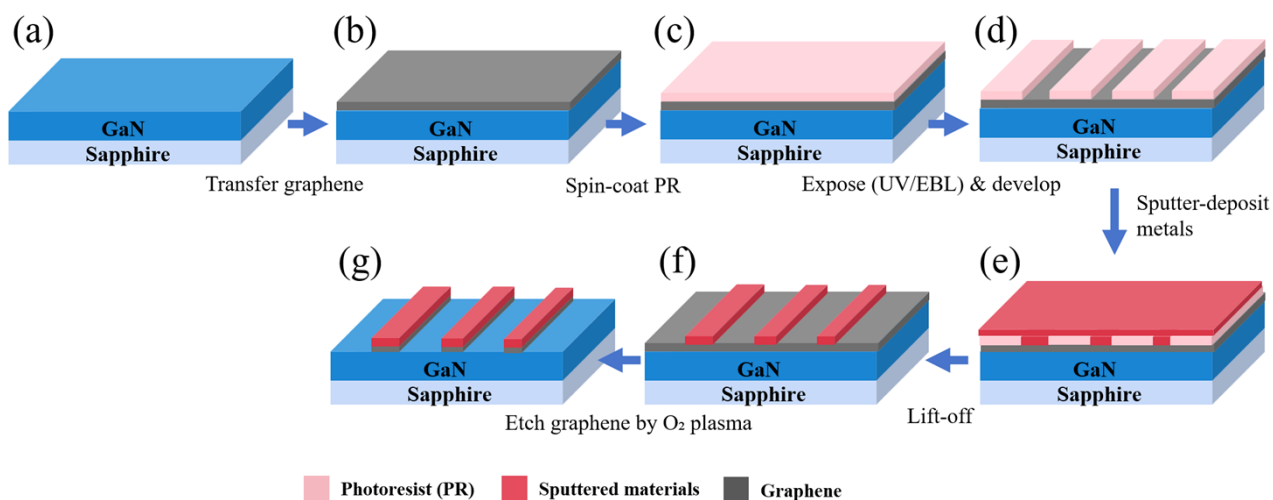 (a)
(b)
(c)
(d)
GaN
Sapphire
GaN
Sapphire
GaN
Sapphire
GaN
Sapphire
Transfer graphene
Spin-coat PR
Expose (UV/EBL) & develop
Sputter-deposit
metals
(g)
(f)
(e)
GaN
Sapphire
GaN
Sapphire
GaN
Sapphire
Etch graphene by O₂ plasma
Lift-off
Photoresist (PR)
Sputtered materials
Graphene